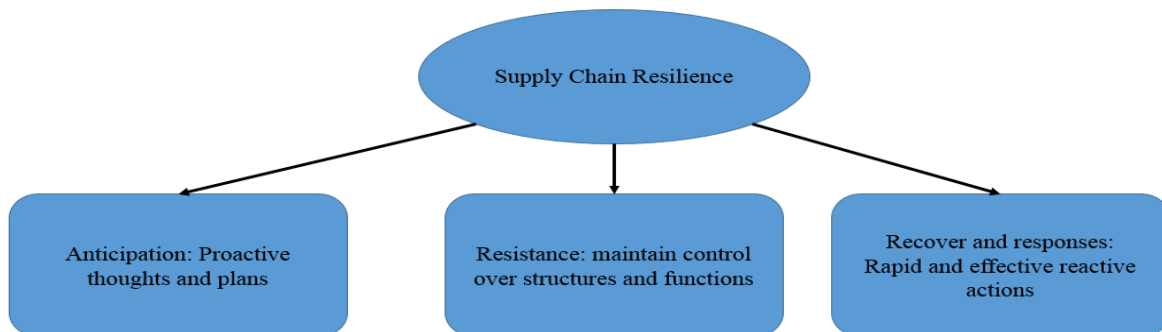 Supply Chain Resilience
Anticipation: Proactive
thoughts and plans
Resistance: maintain control
over structures and functions
Recover and responses:
Rapid and effective reactive
actions